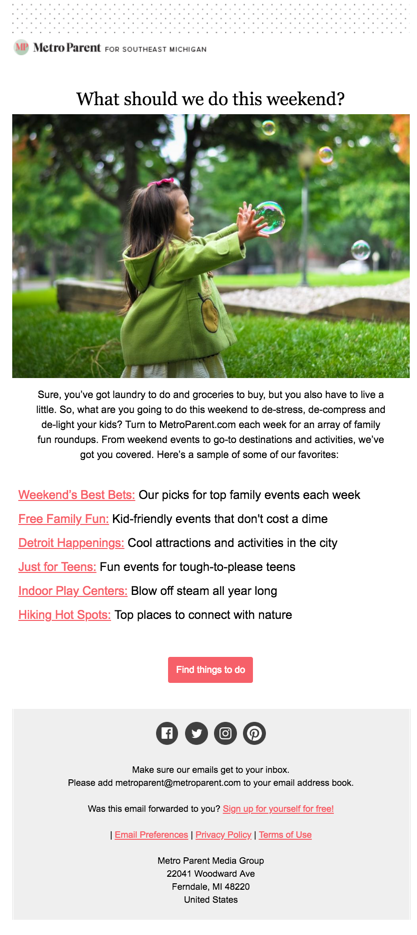 MP Metro Parent FOR SOUTHEAST MICHIGAN
What should we do this weekend?
Sure, you've got laundry to do and groceries to buy, but you also have to live a
little. So, what are you going to do this weekend to de-stress, de-compress and
de-light your kids? Turn to MetroParent.com each week for an array of family
fun roundups. From weekend events to go-to destinations and activities, we've
got you covered. Here's a sample of some of our favorites:
Weekend's Best Bets: Our picks for top family events each week
Free Family Fun: Kid-friendly events that don't cost a dime
Detroit Happenings: Cool attractions and activities in the city
Just for Teens: Fun events for tough-to-please teens
Indoor Play Centers: Blow off steam all year long
Hiking Hot Spots: Top places to connect with nature
Find things to do
Make sure our emails get to your inbox.
Please add metroparent@metroparent.com to your email address book.
Was this email forwarded to you? Sign up for yourself for free!
| Email Preferences | Privacy Policy | Terms of Use
Metro Parent Media Group
22041 Woodward Ave
Ferndale, MI 48220
United States